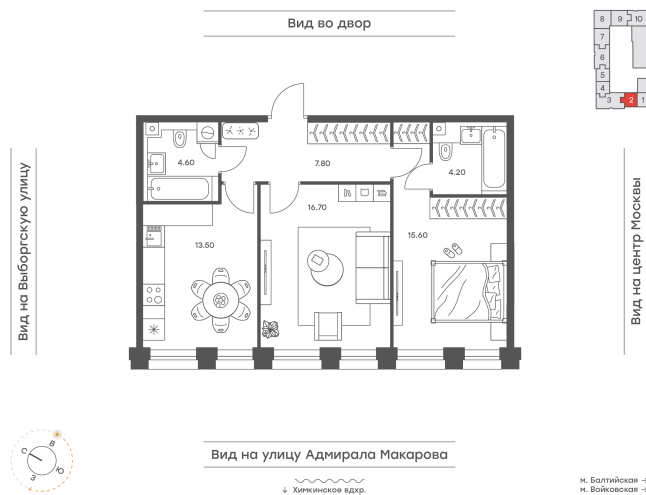 Вид во двор
8 9 10
7
6
5
4
3 2 1
4.60
7.80
4.20
16.70
15.60
13.50
Вид на Выборгскую улицу
Вид на центр Москвы
С В Ю З
Вид на улицу Адмирала Макарова
↓ Химкинское вдхр.
м. Балтийская
м. Войковская